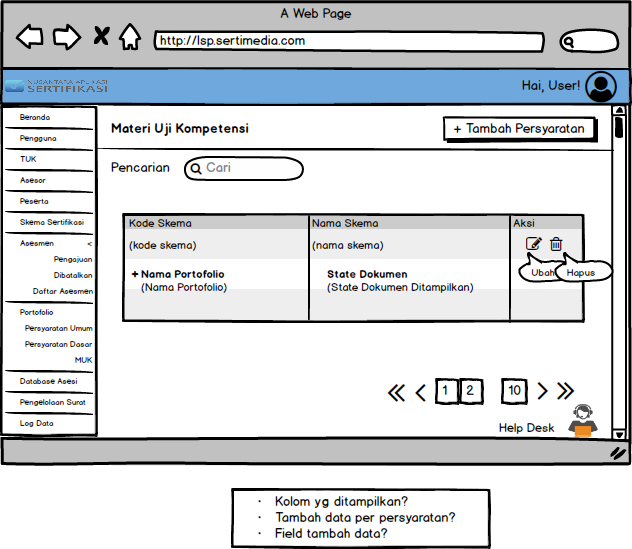 A Web Page
http://lsp.sertimedia.com
NUSANTARA APLIKASI
SERTIFIKASI
Hai, User!
Beranda
Pengguna
TUK
Asesor
Peserta
Skema Sertifikasi
Asesmen <
Pengajuan
Dibatalkan
Daftar Asesmen
Portofolio
Persyaratan Umum
Persyaratan Dasar
MUK
Database Asesi
Pengelolaan Surat
Log Data
Materi Uji Kompetensi
+ Tambah Persyaratan
Pencarian
Cari
Kode Skema Nama Skema Aksi
(kode skema) (nama skema)
Ubah Hapus
+ Nama Portofolio State Dokumen
(Nama Portofolio) (State Dokumen Ditampilkan)
1 2 10
Help Desk
· Kolom yg ditampilkan?
· Tambah data per persyaratan?
· Field tambah data?